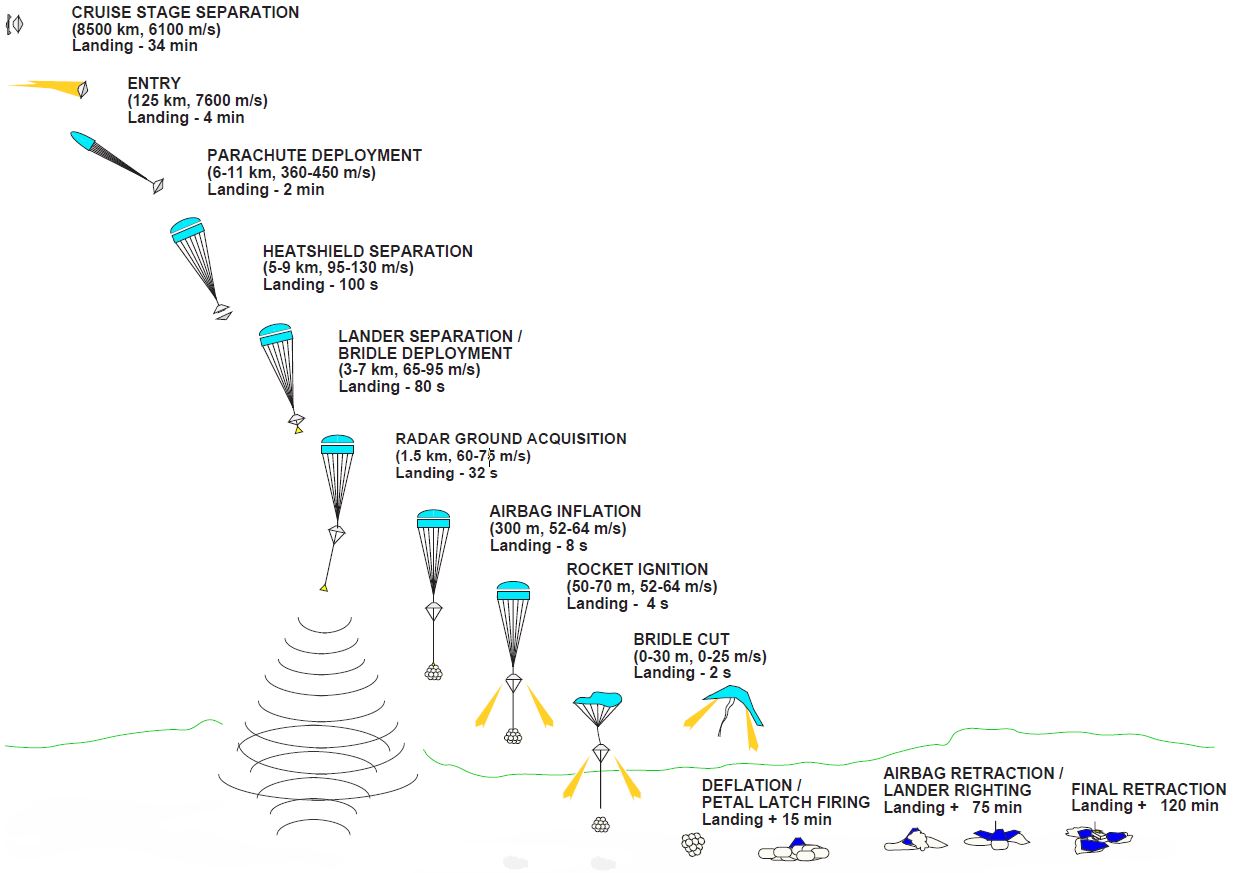 CRUISE STAGE SEPARATION
(8500 km, 6100 m/s)
Landing - 34 min
ENTRY
(125 km, 7600 m/s)
Landing - 4 min
PARACHUTE DEPLOYMENT
(6-11 km, 360-450 m/s)
Landing - 2 min
HEATSHIELD SEPARATION
(5-9 km, 95-130 m/s)
Landing - 100 s
LANDER SEPARATION /
BRIDLE DEPLOYMENT
(3-7 km, 65-95 m/s)
Landing - 80 s
RADAR GROUND ACQUISITION
(1.5 km, 60-75 m/s)
Landing - 32 s
AIRBAG INFLATION
(300 m, 52-64 m/s)
Landing - 8 s
ROCKET IGNITION
(50-70 m, 52-64 m/s)
Landing - 4 s
BRIDLE CUT
(0-30 m, 0-25 m/s)
Landing - 2 s
DEFLATION /
PETAL LATCH FIRING
Landing + 15 min
AIRBAG RETRACTION /
LANDER RIGHTING
Landing + 75 min
FINAL RETRACTION
Landing + 120 min